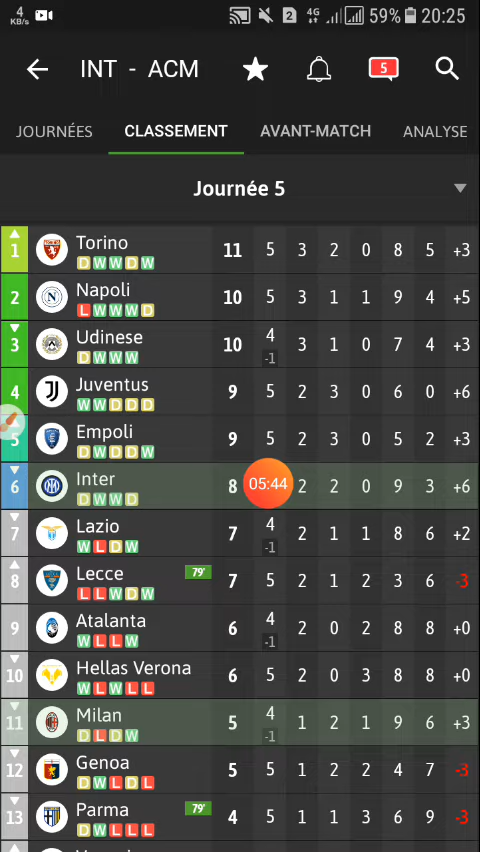 4
KB/s
2
4G
59%
20:25
INT - ACM
5
JOURNÉES CLASSEMENT AVANT-MATCH ANALYSE
Journée 5
1 Torino 11 5 3 2 0 8 5 +3
D W W D W
2 Napoli 10 5 3 1 1 9 4 +5
L W W W D
3 Udinese 10 4 3 1 0 7 4 +3
D W W W -1
4 Juventus 9 5 2 3 0 6 0 +6
W W D D D
5 Empoli 9 5 2 3 0 5 2 +3
D W D D W
6 Inter 8 05:44 2 2 0 9 3 +6
D W W D
7 Lazio 7 4 2 1 1 8 6 +2
W L D W -1
8 Lecce 79' 7 5 2 1 2 3 6 -3
L L W D W
9 Atalanta 6 4 2 0 2 8 8 +0
W L L W -1
10 Hellas Verona 6 5 2 0 3 8 8 +0
W L W L L
11 Milan 5 4 1 2 1 9 6 +3
D L D W -1
12 Genoa 5 5 1 2 2 4 7 -3
D W L D L
13 Parma 79' 4 5 1 1 3 6 9 -3
D W L L L